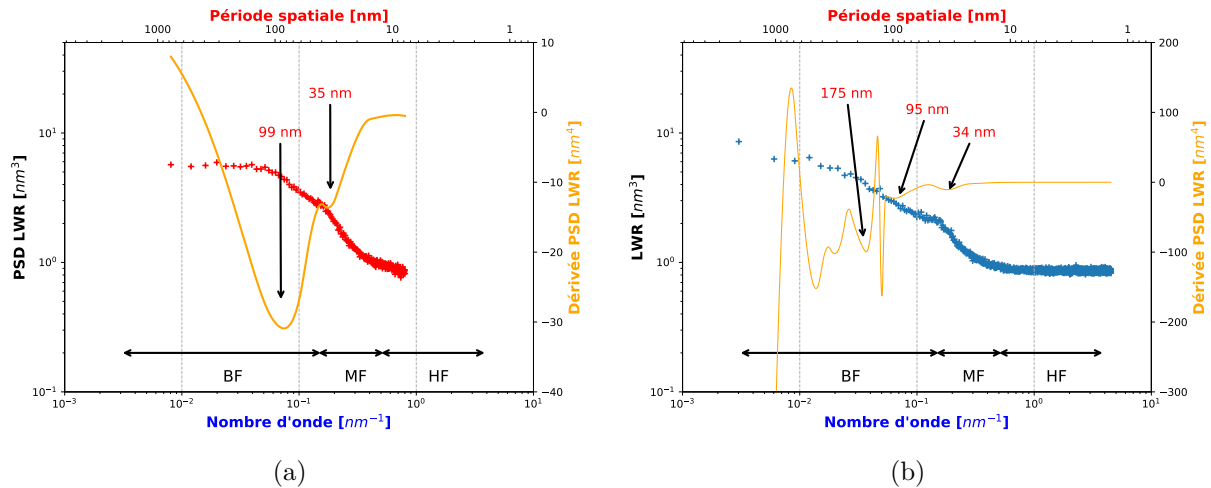 Période spatiale [nm]
1000 100 10 1
PSD LWR [nm³]
10¹
10⁰
10⁻¹
99 nm
35 nm
BF MF HF
10
0
−10
−20
−30
−40
Dérivée PSD LWR [nm⁴]
10⁻³ 10⁻² 10⁻¹ 10⁰ 10¹
Nombre d'onde [nm⁻¹]
(a)
Période spatiale [nm]
1000 100 10 1
LWR [nm³]
10¹
10⁰
10⁻¹
175 nm
95 nm
34 nm
BF MF HF
200
100
0
−100
−200
−300
Dérivée PSD LWR [nm⁴]
10⁻³ 10⁻² 10⁻¹ 10⁰ 10¹
Nombre d'onde [nm⁻¹]
(b)